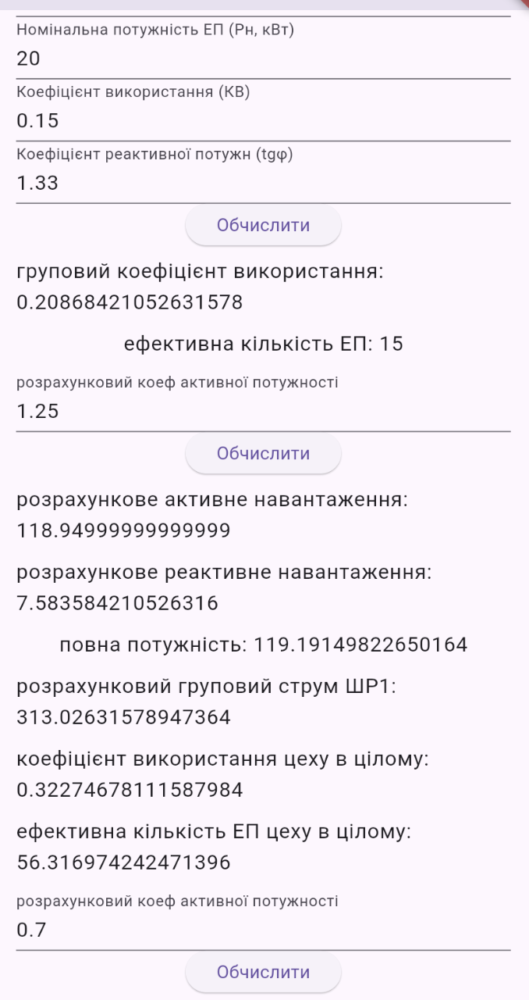 Номінальна потужність ЕП (Рн, кВт)
20
Коефіцієнт використання (КВ)
0.15
Коефіцієнт реактивної потужн (tgφ)
1.33
Обчислити
груповий коефіцієнт використання:
0.20868421052631578
ефективна кількість ЕП: 15
розрахунковий коеф активної потужності
1.25
Обчислити
розрахункове активне навантаження:
118.94999999999999
розрахункове реактивне навантаження:
7.583584210526316
повна потужність: 119.19149822650164
розрахунковий груповий струм ШР1:
313.02631578947364
коефіцієнт використання цеху в цілому:
0.32274678111587984
ефективна кількість ЕП цеху в цілому:
56.316974242471396
розрахунковий коеф активної потужності
0.7
Обчислити